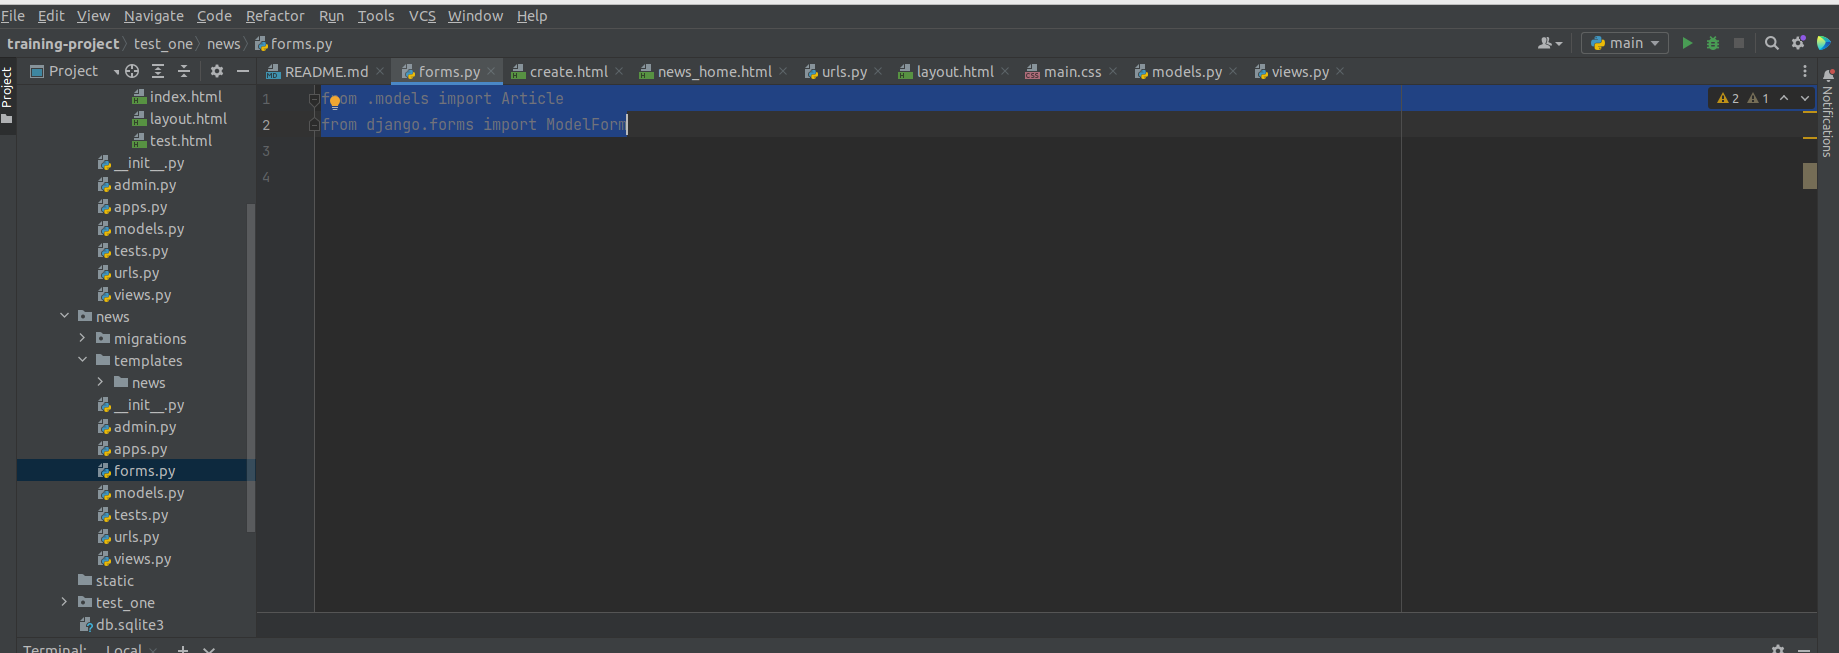 File Edit View Navigate Code Refactor Run Tools VCS Window Help
training-project test_one news forms.py main
Project
README.md forms.py create.html news_home.html urls.py layout.html main.css models.py views.py
Project
Notifications
1 from .models import Article 2 1
2 from django.forms import ModelForm
3
4
index.html
layout.html
test.html
__init__.py
admin.py
apps.py
models.py
tests.py
urls.py
views.py
news
migrations
templates
news
__init__.py
admin.py
apps.py
forms.py
models.py
tests.py
urls.py
views.py
static
test_one
db.sqlite3
Terminal: Local